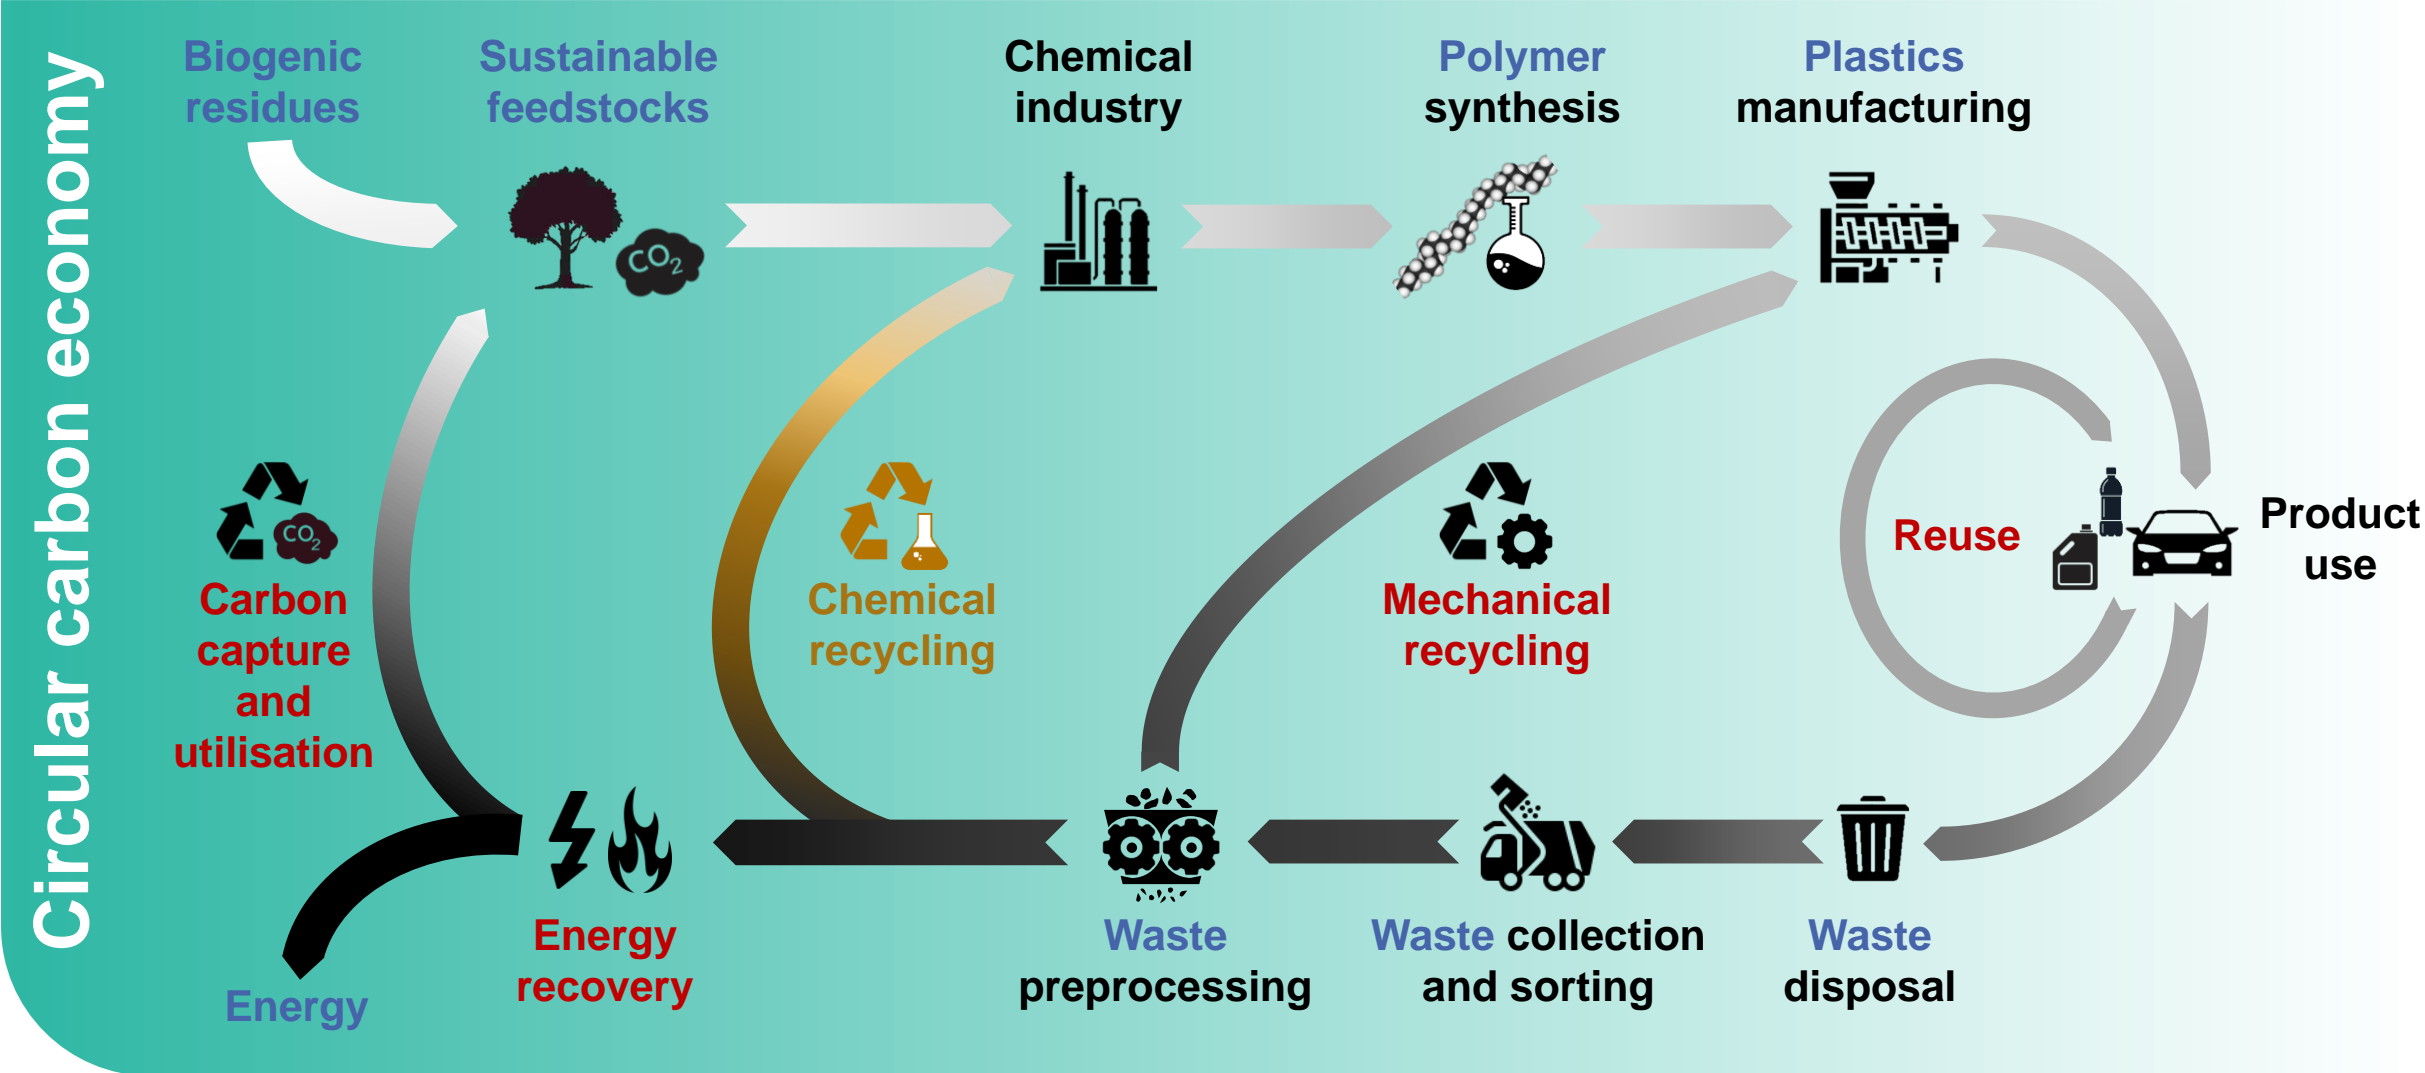 Circular carbon economy
Biogenic
residues
Sustainable
feedstocks
Chemical
industry
Polymer
synthesis
Plastics
manufacturing
CO2
Reuse
Product
use
CO2
Carbon
capture
and
utilisation
Chemical
recycling
Mechanical
recycling
Energy
Energy
recovery
Waste
preprocessing
Waste collection
and sorting
Waste
disposal